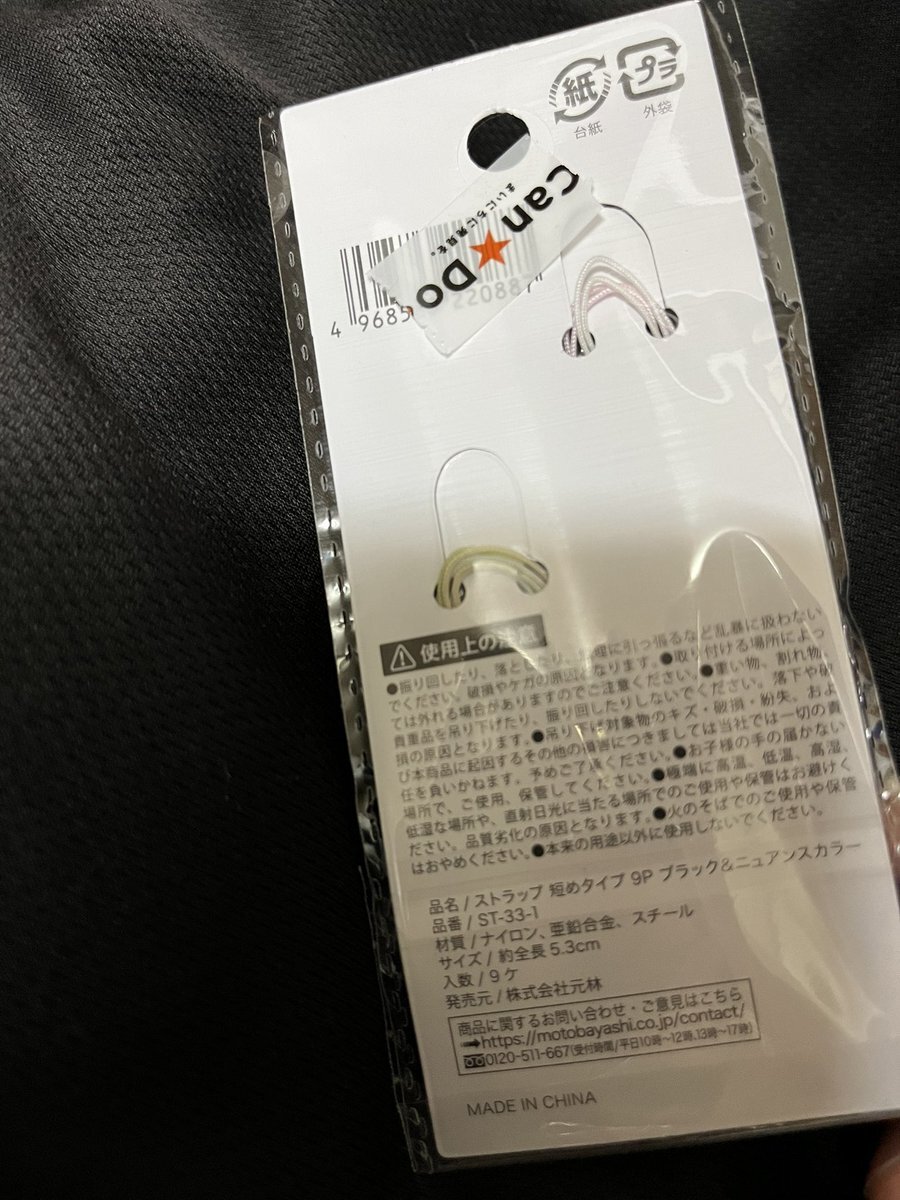 紙
台紙
プラ
外袋
Can★Do
まいにちに発見を。
4 9685 220887
使用上の注意
●振り回したり、落としたり、無理に引っ張るなど乱暴に扱わない
でください。破損やケガの原因となります。●取り付ける場所によっ
ては外れる場合がありますのでご注意ください。●重い物、割れ物、
貴重品を吊り下げたり、振り回したりしないでください。落下や破
損の原因となります。●吊り下げ対象物のキズ・破損・紛失、およ
び本商品に起因するその他の損害につきましては当社では一切の責
任を負いかねます。予めご了承ください。●お子様の手の届かない
場所で、ご使用、保管してください。●極端に高温、低温、高湿、
低湿な場所や、直射日光に当たる場所でのご使用や保管はお避けく
ださい。品質劣化の原因となります。●火のそばでのご使用や保管
はおやめください。●本来の用途以外に使用しないでください。
品名 / ストラップ 短めタイプ 9P ブラック&ニュアンスカラー
品番 / ST-33-1
材質 / ナイロン、亜鉛合金、スチール
サイズ / 約全長 5.3cm
入数 / 9 ケ
発売元 / 株式会社元林
商品に関するお問い合わせ・ご意見はこちら
➡https://motobayashi.co.jp/contact/
0120-511-667(受付時間/平日10時〜12時、13時〜17時)
MADE IN CHINA